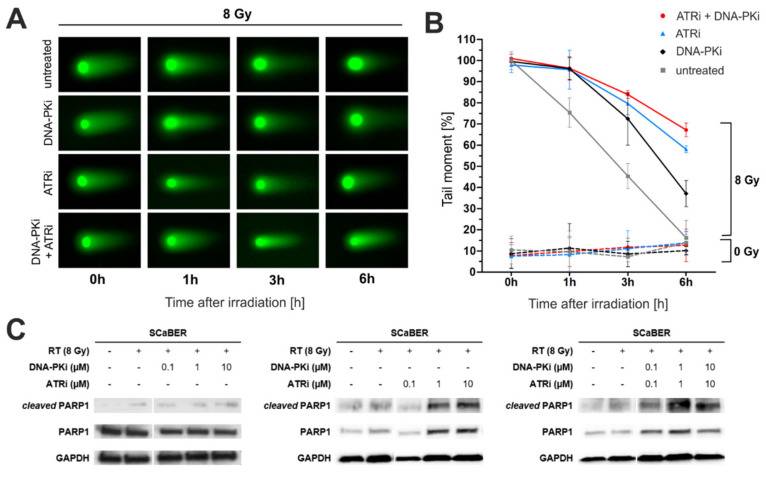 A
8 Gy
untreated
DNA-PKi
ATRi
DNA-PKi
+ ATRi
0h 1h 3h 6h
Time after irradiation [h]
B
ATRi + DNA-PKi
ATRi
DNA-PKi
untreated
Tail moment [%]
110
100
90
80
70
60
50
40
30
20
10
0
0h 1h 3h 6h
Time after irradiation [h]
8 Gy
0 Gy
C
SCaBER
RT (8 Gy) - + + + +
DNA-PKi (µM) 0.1 1 10
ATRi (µM)
cleaved PARP1
PARP1
GAPDH
SCaBER
RT (8 Gy) - + + + +
DNA-PKi (µM)
ATRi (µM) 0.1 1 10
cleaved PARP1
PARP1
GAPDH
SCaBER
RT (8 Gy) - + + + +
DNA-PKi (µM) 0.1 1 10
ATRi (µM) 0.1 1 10
cleaved PARP1
PARP1
GAPDH